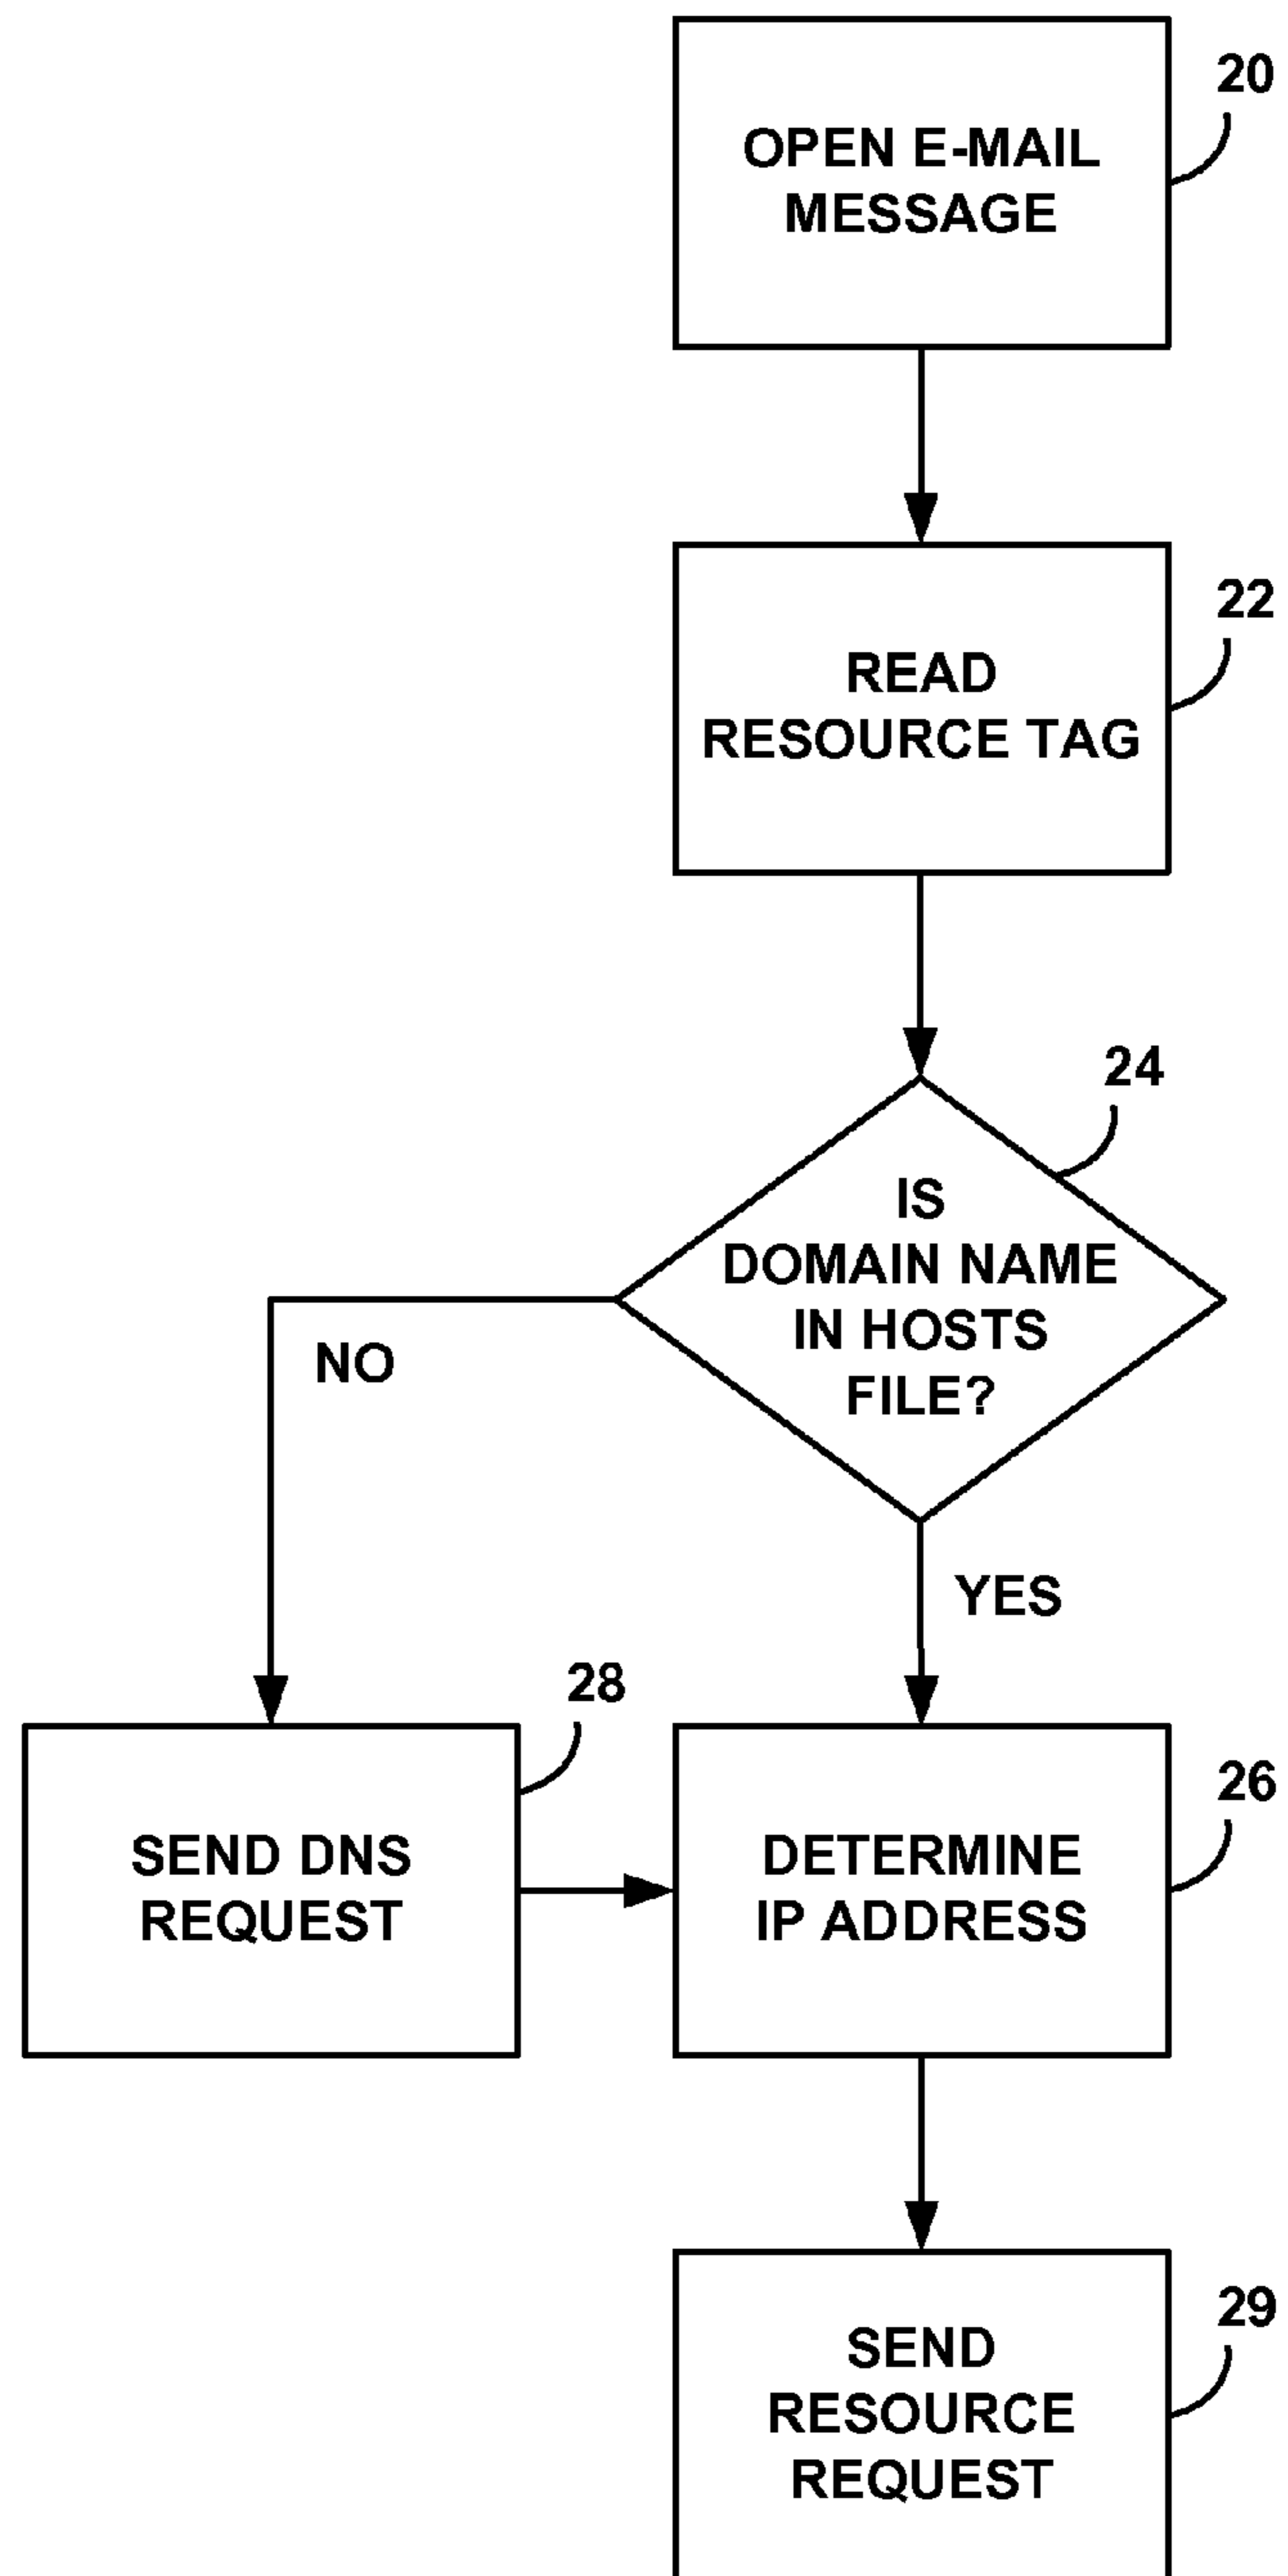 OPEN E-MAIL
MESSAGE
20
READ
RESOURCE TAG
22
24
IS
DOMAIN NAME
IN HOSTS
FILE?
NO
YES
28
SEND DNS
REQUEST
26
DETERMINE
IP ADDRESS
29
SEND
RESOURCE
REQUEST